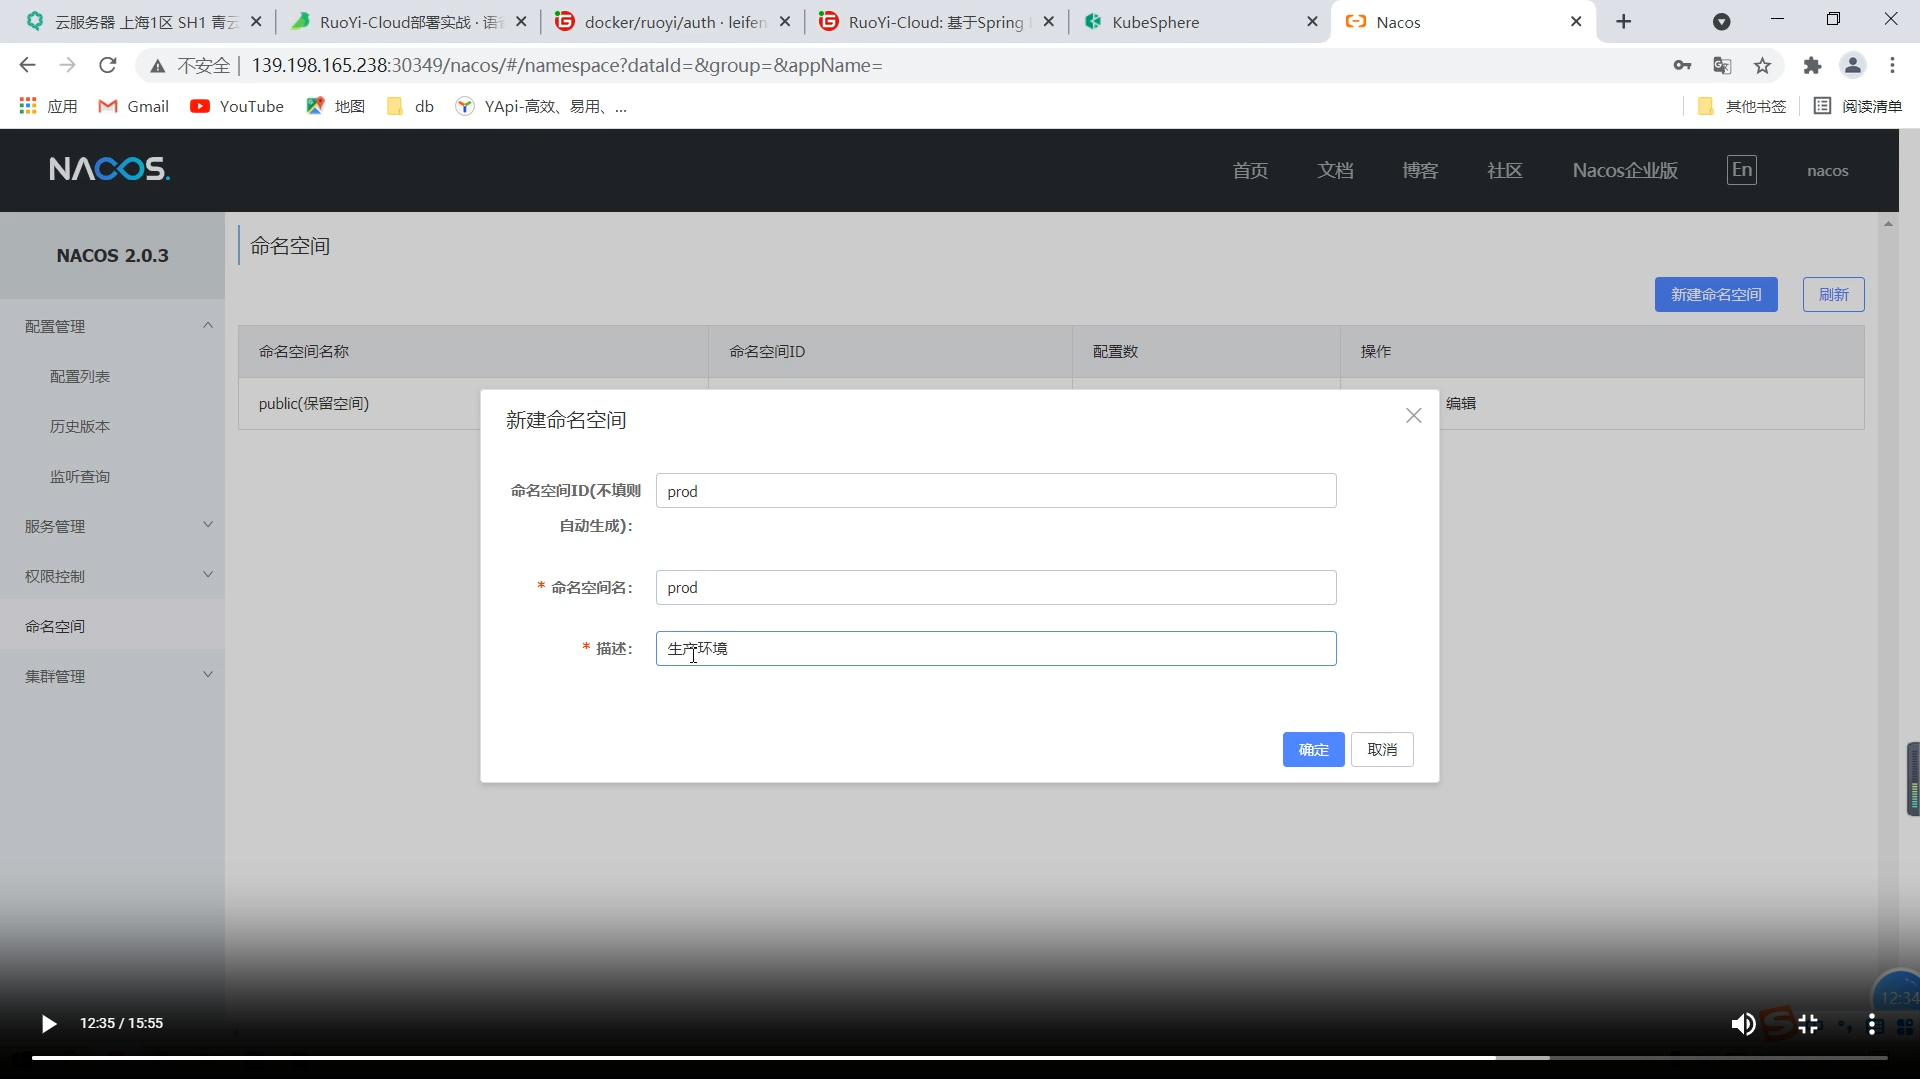 云服务器 上海1区 SH1 青云
RuoYi-Cloud部署实战 · 语
docker/ruoyi/auth · leifen
RuoYi-Cloud: 基于Spring
KubeSphere
Nacos
不安全
139.198.165.238:30349/nacos/#/namespace?dataId=&group=&appName=
应用
Gmail
YouTube
地图
db
YApi-高效、易用、...
其他书签
阅读清单
NACOS.
首页
文档
博客
社区
Nacos企业版
En
nacos
NACOS 2.0.3
命名空间
新建命名空间
刷新
配置管理
配置列表
历史版本
监听查询
服务管理
权限控制
命名空间
集群管理
命名空间名称
命名空间ID
配置数
操作
public(保留空间)
编辑
新建命名空间
命名空间ID(不填则
自动生成):
prod
* 命名空间名:
prod
* 描述:
生产环境
确定
取消
12:34
12:35 / 15:55